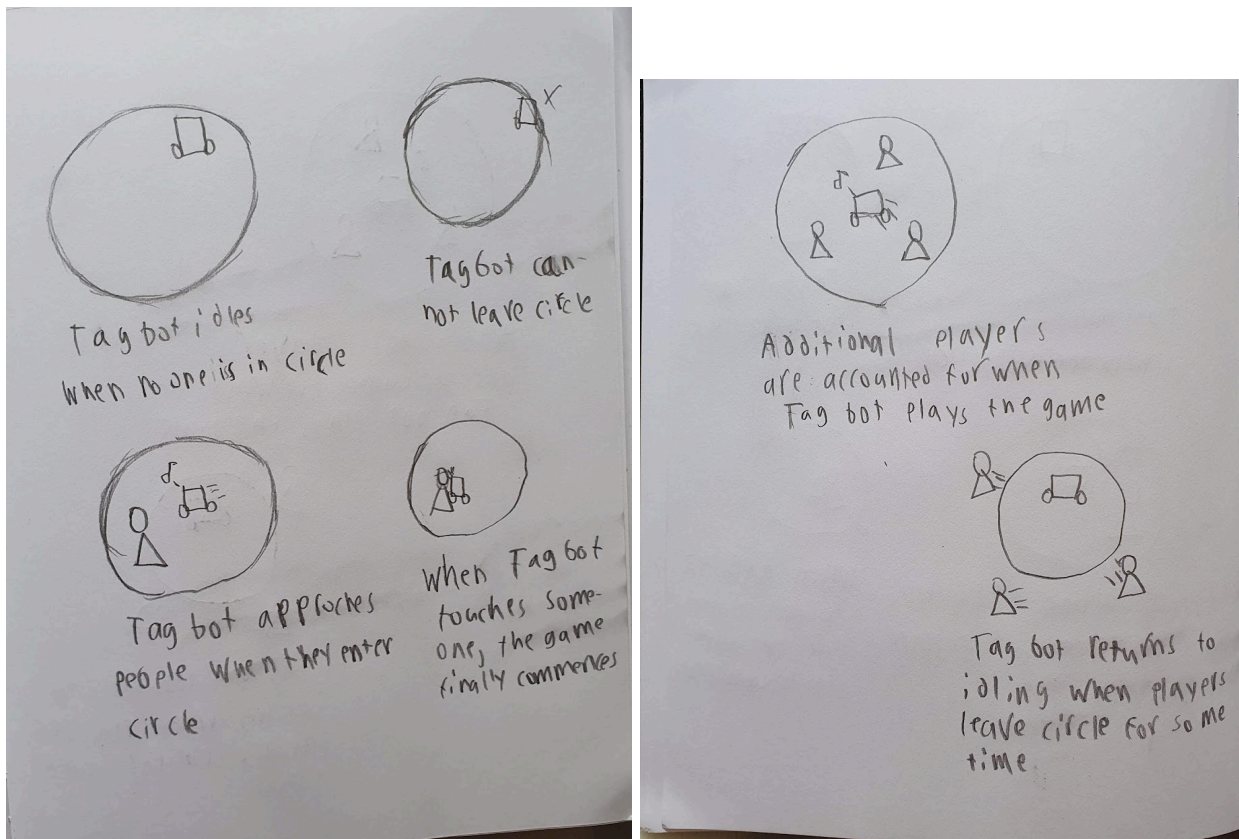 Tag bot idles
when no one is in circle
Tag bot can-
not leave circle
Tag bot approches
people when they enter
circle
when Tag bot
touches some-
one, the game
finally commences
Additional players
are accounted for when
Tag bot plays the game
Tag bot returns to
idling when players
leave circle for some
time